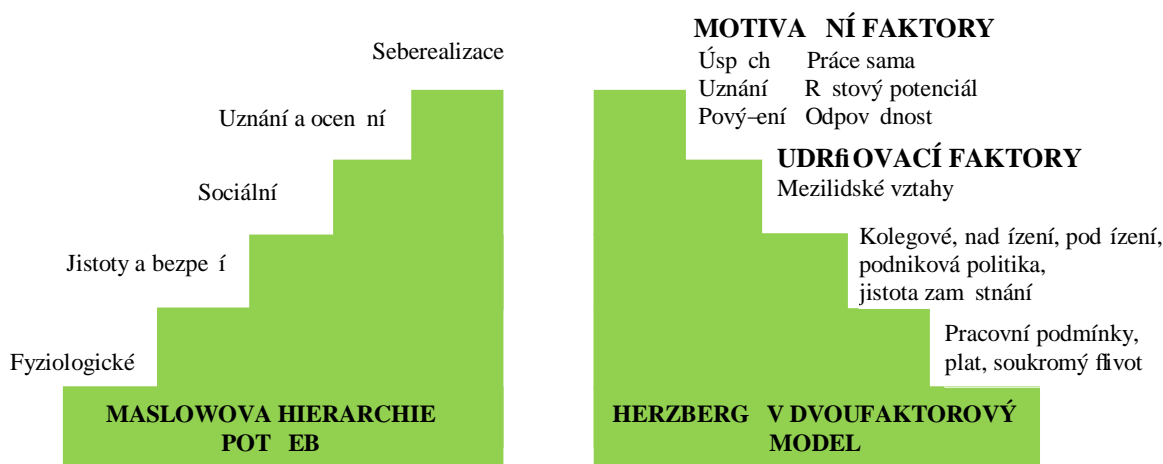 Seberealizace
Uznání a ocen ní
Sociální
Jistoty a bezpe í
Fyziologické
MASLOWOVA HIERARCHIE
POT EB
MOTIVA NÍ FAKTORY
Úsp ch Práce sama
Uznání R stový potenciál
Pový–ení Odpov dnost
UDRfiOVACÍ FAKTORY
Mezilidské vztahy
Kolegové, nad ízení, pod ízení,
podniková politika,
jistota zam stnání
Pracovní podmínky,
plat, soukromý flivot
HERZBERG V DVOUFAKTOROVÝ
MODEL